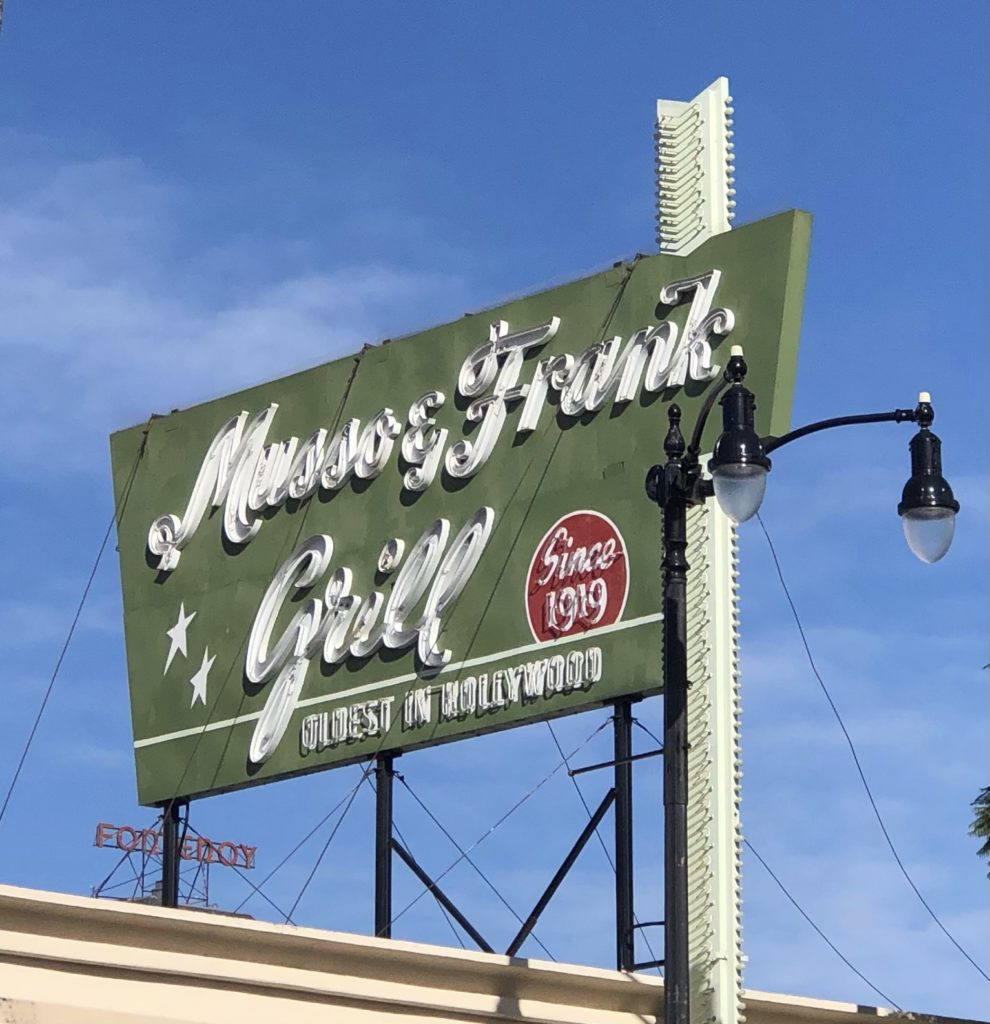 Musso & Frank
Grill
Since
1919
OLDEST IN HOLLYWOOD